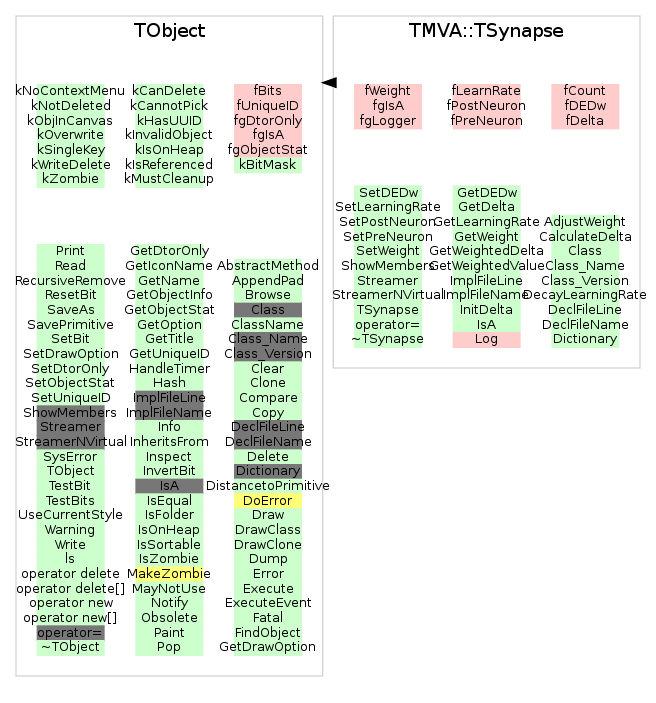 TObject
kNoContextMenu
kNotDeleted
kObjInCanvas
kOverwrite
kSingleKey
kWriteDelete
kZombie
kCanDelete
kCannotPick
kHasUUID
kInvalidObject
kIsOnHeap
kIsReferenced
kMustCleanup
fBits
fUniqueID
fgDtorOnly
fgIsA
fgObjectStat
kBitMask
Print
Read
RecursiveRemove
ResetBit
SaveAs
SavePrimitive
SetBit
SetDrawOption
SetDtorOnly
SetObjectStat
SetUniqueID
ShowMembers
Streamer
StreamerNVirtual
SysError
TObject
TestBit
TestBits
UseCurrentStyle
Warning
Write
ls
operator delete
operator delete[]
operator new
operator new[]
operator=
~TObject
GetDtorOnly
GetIconName
GetName
GetObjectInfo
GetObjectStat
GetOption
GetTitle
GetUniqueID
HandleTimer
Hash
ImplFileLine
ImplFileName
Info
InheritsFrom
Inspect
InvertBit
IsA
IsEqual
IsFolder
IsOnHeap
IsSortable
IsZombie
MakeZombie
MayNotUse
Notify
Obsolete
Paint
Pop
AbstractMethod
AppendPad
Browse
Class
ClassName
Class_Name
Class_Version
Clear
Clone
Compare
Copy
DeclFileLine
DeclFileName
Delete
Dictionary
DistancetoPrimitive
DoError
Draw
DrawClass
DrawClone
Dump
Error
Execute
ExecuteEvent
Fatal
FindObject
GetDrawOption
TMVA::TSynapse
fWeight
fgIsA
fgLogger
fLearnRate
fPostNeuron
fPreNeuron
fCount
fDEDw
fDelta
SetDEDw
SetLearningRate
SetPostNeuron
SetPreNeuron
SetWeight
ShowMembers
Streamer
StreamerNVirtual
TSynapse
operator=
~TSynapse
GetDEDw
GetDelta
GetLearningRate
GetWeight
GetWeightedDelta
GetWeightedValue
ImplFileLine
ImplFileName
InitDelta
IsA
Log
AdjustWeight
CalculateDelta
Class
Class_Name
Class_Version
DecayLearningRate
DeclFileLine
DeclFileName
Dictionary